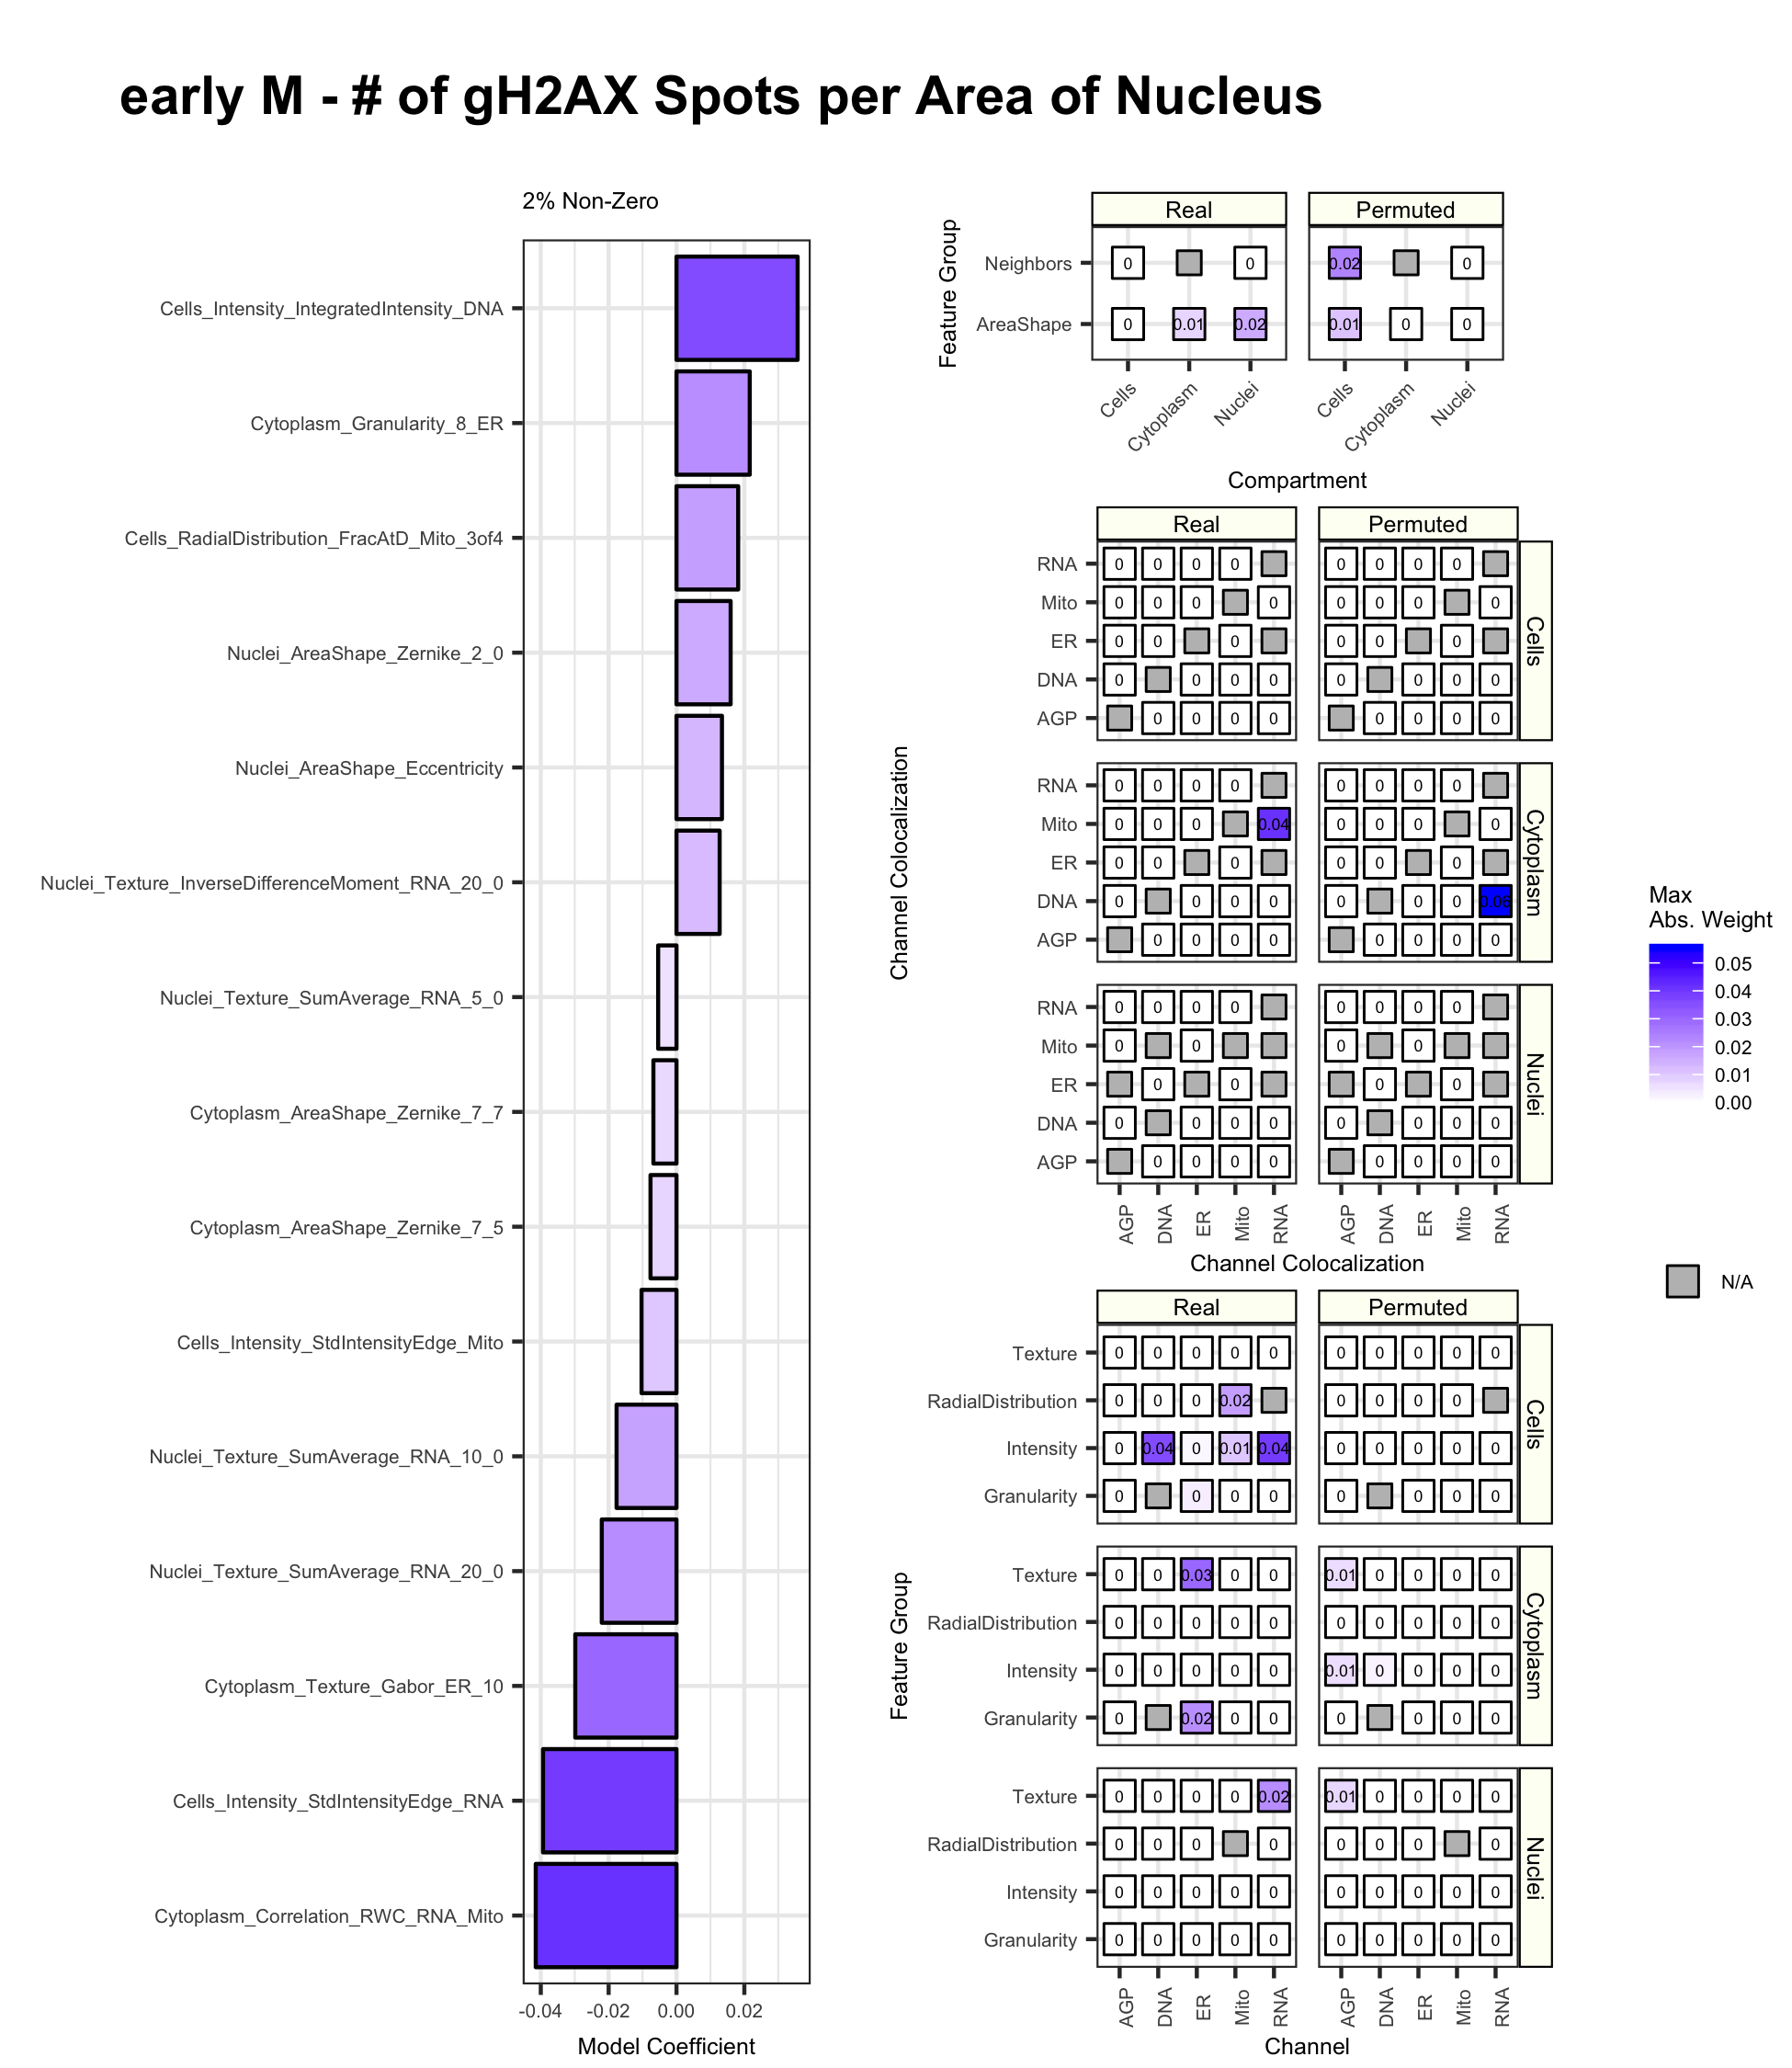 early M - # of gH2AX Spots per Area of Nucleus
2% Non-Zero
Cells_Intensity_IntegratedIntensity_DNA
Cytoplasm_Granularity_8_ER
Cells_RadialDistribution_FracAtD_Mito_3of4
Nuclei_AreaShape_Zernike_2_0
Nuclei_AreaShape_Eccentricity
Nuclei_Texture_InverseDifferenceMoment_RNA_20_0
Nuclei_Texture_SumAverage_RNA_5_0
Cytoplasm_AreaShape_Zernike_7_7
Cytoplasm_AreaShape_Zernike_7_5
Cells_Intensity_StdIntensityEdge_Mito
Nuclei_Texture_SumAverage_RNA_10_0
Nuclei_Texture_SumAverage_RNA_20_0
Cytoplasm_Texture_Gabor_ER_10
Cells_Intensity_StdIntensityEdge_RNA
Cytoplasm_Correlation_RWC_RNA_Mito
-0.04 -0.02 0.00 0.02
Model Coefficient
Feature Group
Real Permuted
Neighbors 0 0 0.02 0
AreaShape 0 0.01 0.02 0.01 0 0
Cells Cytoplasm Nuclei Cells Cytoplasm Nuclei
Compartment
Channel Colocalization
Real Permuted
RNA 0 0 0 0 0 0 0 0
Mito 0 0 0 0 0 0 0 0
ER 0 0 0 0 0 0
DNA 0 0 0 0 0 0 0 0
AGP 0 0 0 0 0 0 0 0
Cells
RNA 0 0 0 0 0 0 0 0
Mito 0 0 0 0.04 0 0 0 0
ER 0 0 0 0 0 0
DNA 0 0 0 0 0 0 0 0.06
AGP 0 0 0 0 0 0 0 0
Cytoplasm
RNA 0 0 0 0 0 0 0 0
Mito 0 0 0 0
ER 0 0 0 0
DNA 0 0 0 0 0 0 0 0
AGP 0 0 0 0 0 0 0 0
Nuclei
AGP DNA ER Mito RNA AGP DNA ER Mito RNA
Channel Colocalization
Feature Group
Real Permuted
Texture 0 0 0 0 0 0 0 0 0 0
RadialDistribution 0 0 0 0.02 0 0 0 0
Intensity 0 0.04 0 0.01 0.04 0 0 0 0 0
Granularity 0 0 0 0 0 0 0 0
Cells
Texture 0 0 0.03 0 0 0.01 0 0 0 0
RadialDistribution 0 0 0 0 0 0 0 0 0 0
Intensity 0 0 0 0 0 0.01 0 0 0 0
Granularity 0 0.02 0 0 0 0 0 0
Cytoplasm
Texture 0 0 0 0 0.02 0.01 0 0 0 0
RadialDistribution 0 0 0 0 0 0 0 0
Intensity 0 0 0 0 0 0 0 0 0 0
Granularity 0 0 0 0 0 0 0 0 0 0
Nuclei
AGP DNA ER Mito RNA AGP DNA ER Mito RNA
Channel
Max
Abs. Weight
0.05
0.04
0.03
0.02
0.01
0.00
N/A